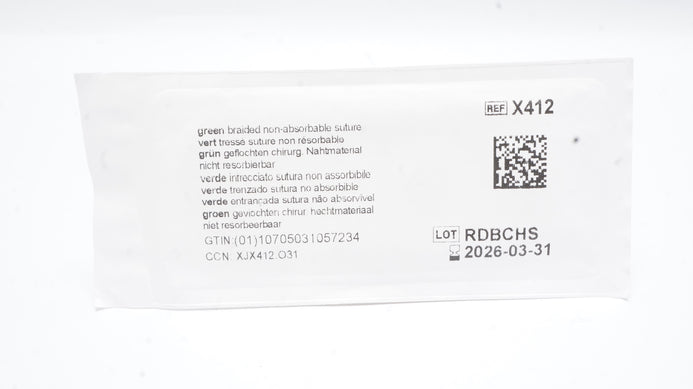 green braided non-absorbable suture
vert tresse suture non résorbable
grün geflochten chirurg. Nahtmaterial
nicht resorbierbar
verde intrecciato sutura non assorbibile
verde trenzado sutura no absorbible
verde entrançada sutura não absorvível
groen gevlochten chirur. hechtmateriaal
niet resorbeerbaar
GTIN:(01)10705031057234
CCN: XJX412.O31
REF X412
LOT RDBCHS
2026-03-31